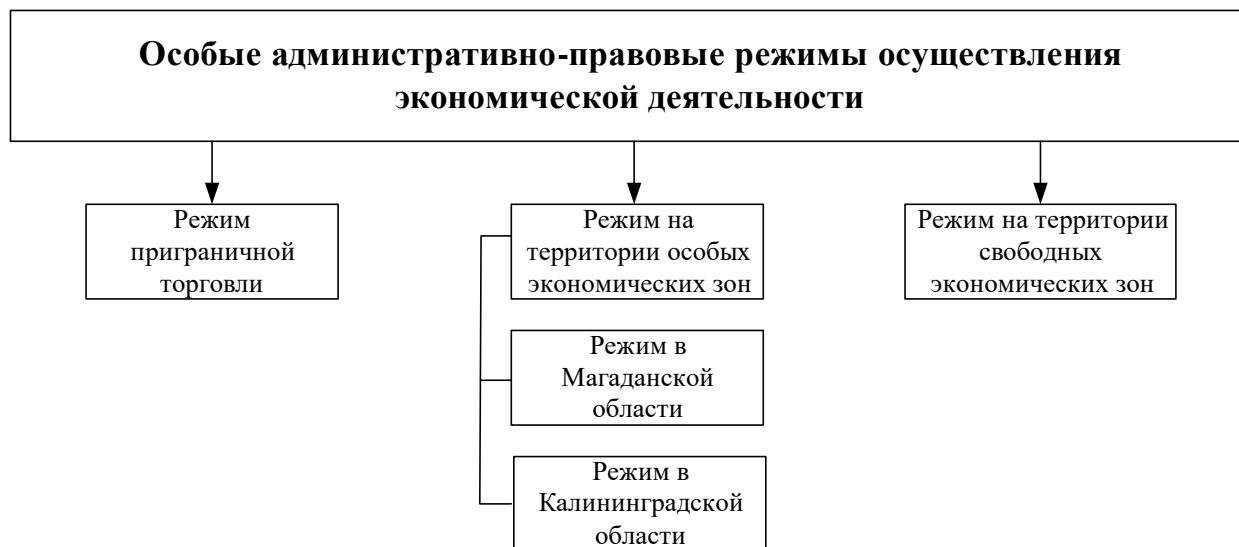 Особые административно-правовые режимы осуществления
экономической деятельности
Режим
приграничной
торговли
Режим на
территории особых
экономических зон
Режим на территории
свободных
экономических зон
Режим в
Магаданской
области
Режим в
Калининградской
области